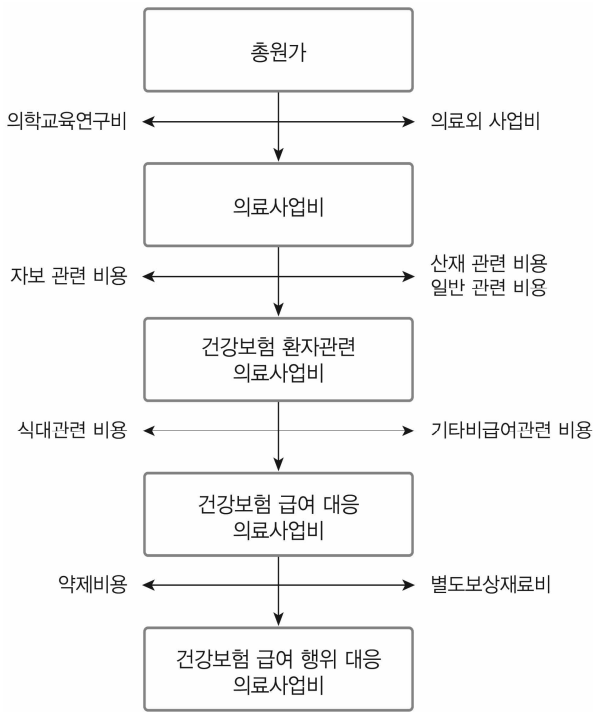 총원가
의학교육연구비
의료외 사업비
의료사업비
자보 관련 비용
산재 관련 비용
일반 관련 비용
건강보험 환자관련
의료사업비
식대관련 비용
기타비급여관련 비용
건강보험 급여 대응
의료사업비
약제비용
별도보상재료비
건강보험 급여 행위 대응
의료사업비